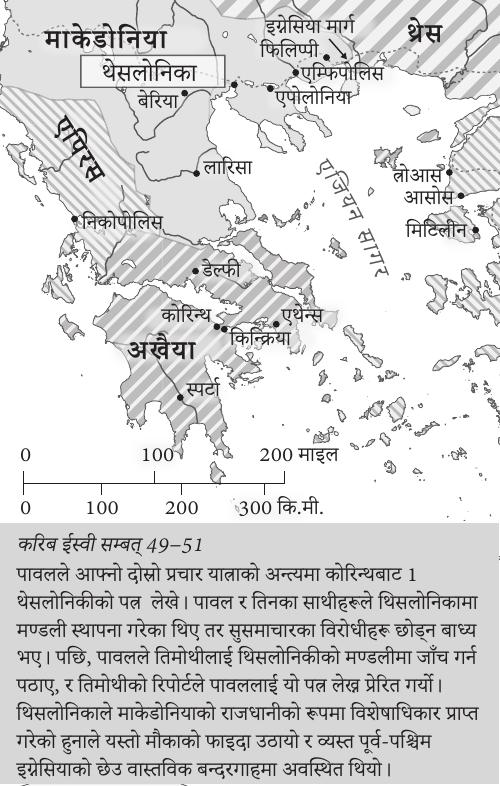 इग्नेसिया मार्ग
थ्रेस
माकेडोनिया
फिलिप्पी
थेसलोनिका
एम्फिपोलिस
बेरिया
एपोलोनिया
एपिरस
लारिसा
एजियन सागर
त्रोआस
आसोस
निकोपोलिस
मिटिलीन
डेल्फी
कोरिन्थ
एथेन्स
किन्क्रिया
अखैया
स्पर्टा
0 100 200 माइल
0 100 200 300 कि.मी.
करिब ईस्वी सम्बत् 49–51
पावलले आफ्नो दोस्रो प्रचार यात्राको अन्त्यमा कोरिन्थबाट 1
थेसलोनिकीको पत्र लेखे। पावल र तिनका साथीहरूले थिसलोनिकामा
मण्डली स्थापना गरेका थिए तर सुसमाचारका विरोधीहरू छोड्न बाध्य
भए। पछि, पावलले तिमोथीलाई थिसलोनिकीको मण्डलीमा जाँच गर्न
पठाए, र तिमोथीको रिपोर्टले पावललाई यो पत्र लेख्न प्रेरित गर्यो।
थिसलोनिकाले माकेडोनियाको राजधानीको रूपमा विशेषाधिकार प्राप्त
गरेको हुनाले यस्तो मौकाको फाइदा उठायो र व्यस्त पूर्व-पश्चिम
इग्नेसियाको छेउ वास्तविक बन्दरगाहमा अवस्थित थियो।